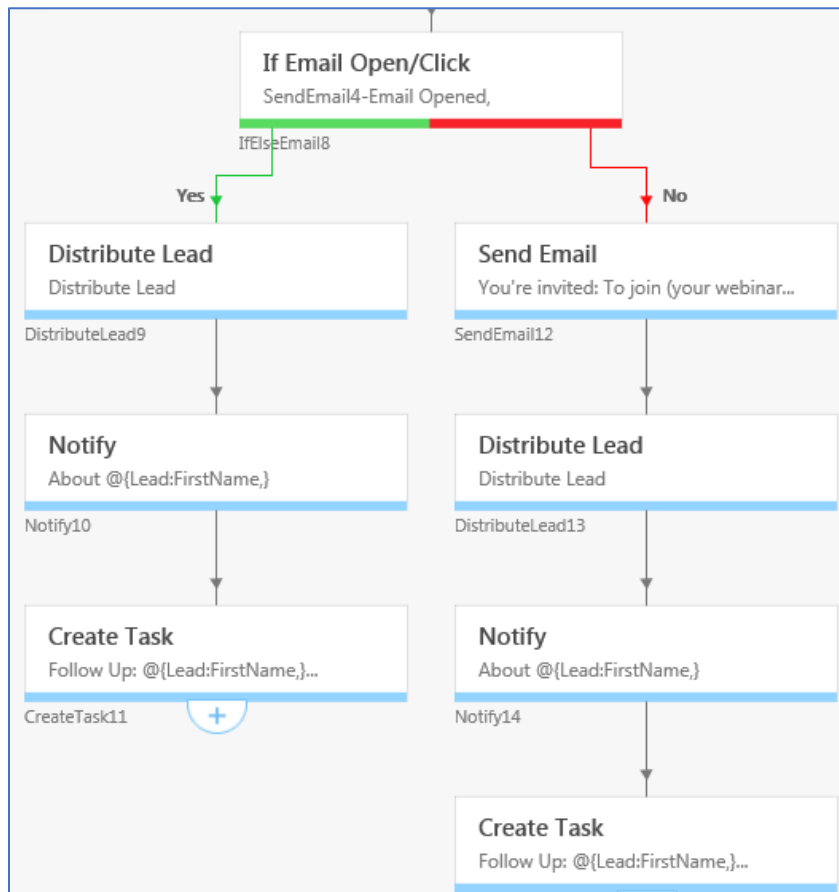 If Email Open/Click
SendEmail4-Email Opened,
IfElseEmail8
Yes
No
Distribute Lead
Distribute Lead
DistributeLead9
Send Email
You're invited: To join (your webinar...
SendEmail12
Notify
About @{Lead:FirstName,}
Notify10
Distribute Lead
Distribute Lead
DistributeLead13
Create Task
Follow Up: @{Lead:FirstName,}...
CreateTask11
+
Notify
About @{Lead:FirstName,}
Notify14
Create Task
Follow Up: @{Lead:FirstName,}...